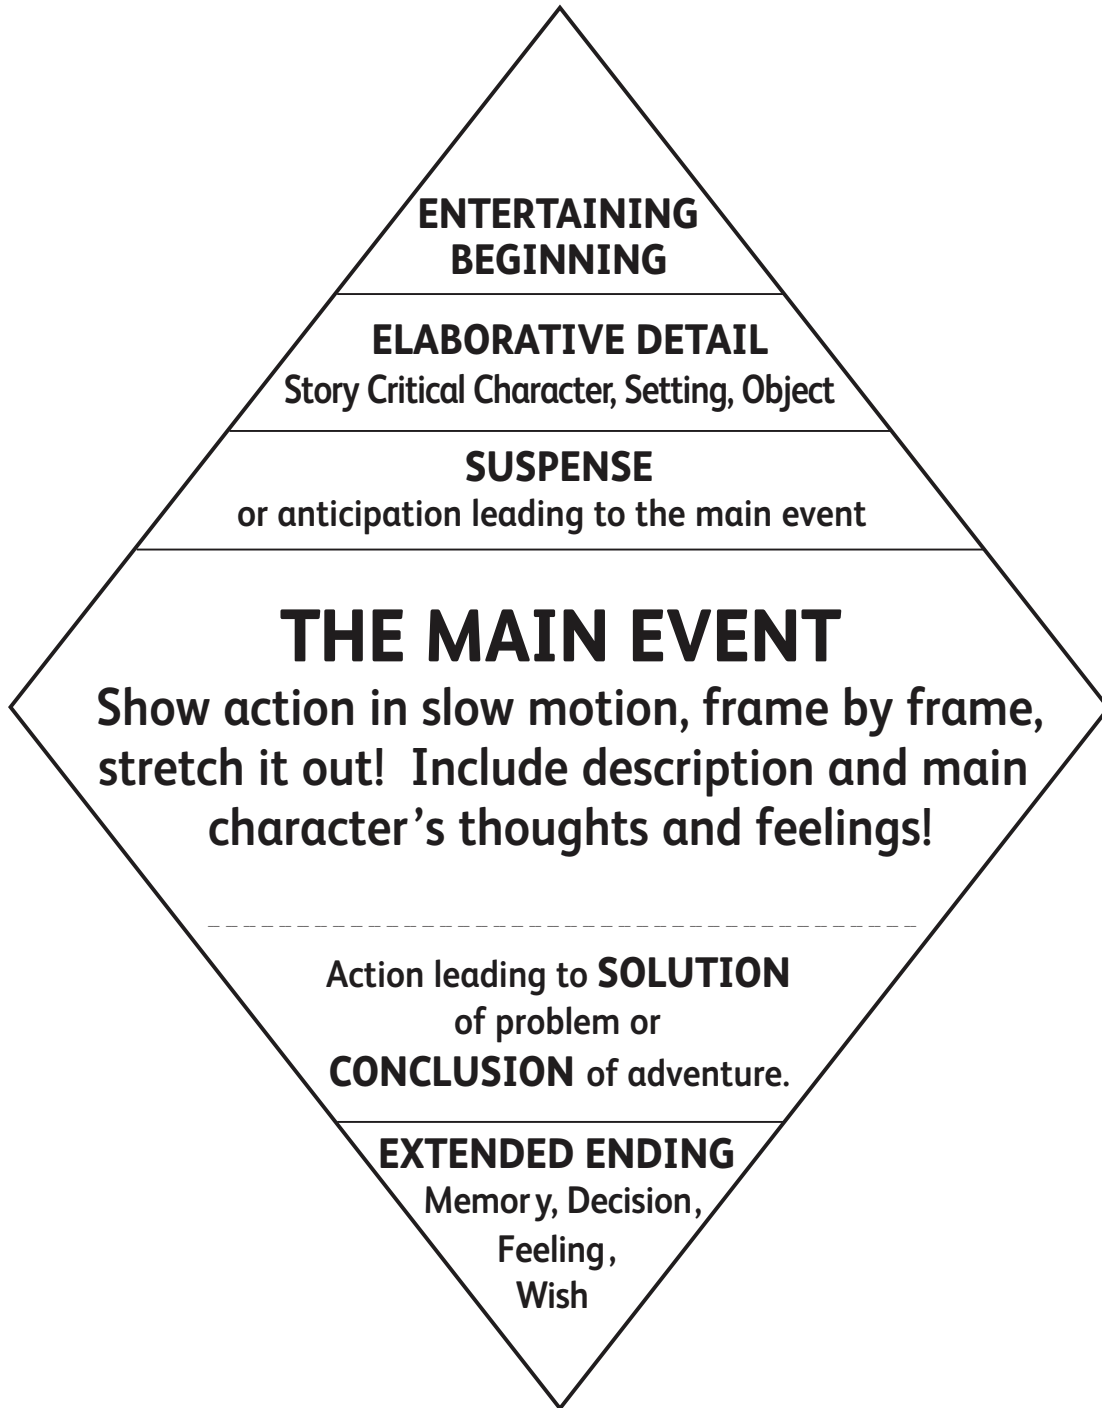 ENTERTAINING
BEGINNING
ELABORATIVE DETAIL
Story Critical Character, Setting, Object
SUSPENSE
or anticipation leading to the main event
THE MAIN EVENT
Show action in slow motion, frame by frame,
stretch it out! Include description and main
character's thoughts and feelings!
Action leading to SOLUTION
of problem or
CONCLUSION of adventure.
EXTENDED ENDING
Memory, Decision,
Feeling,
Wish